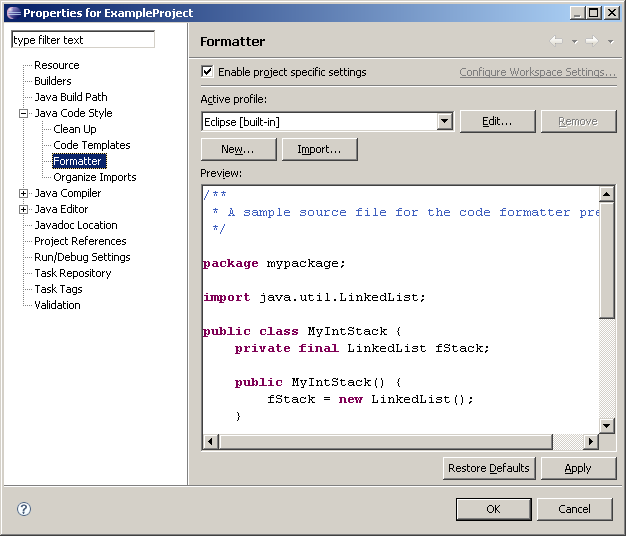 Properties for ExampleProject
type filter text
Resource
Builders
Java Build Path
Java Code Style
Clean Up
Code Templates
Formatter
Organize Imports
Java Compiler
Java Editor
Javadoc Location
Project References
Run/Debug Settings
Task Repository
Task Tags
Validation
Formatter
Enable project specific settings
Configure Workspace Settings...
Active profile:
Eclipse [built-in]
Edit...
Remove
New...
Import...
Preview:
/**
 * A sample source file for the code formatter pre
 */
package mypackage;
import java.util.LinkedList;
public class MyIntStack {
    private final LinkedList fStack;
    public MyIntStack() {
        fStack = new LinkedList();
    }
Restore Defaults
Apply
?
OK
Cancel